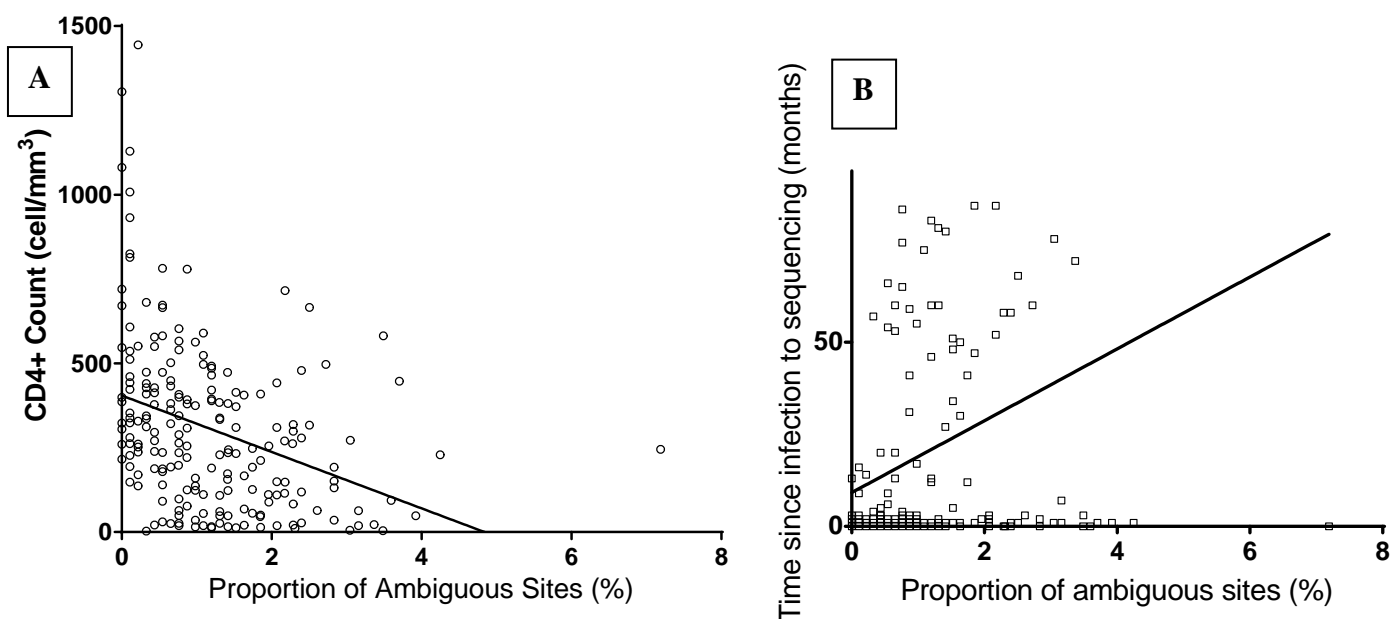 A
CD4+ Count (cell/mm³)
1500
1000
500
0
0 2 4 6 8
Proportion of Ambiguous Sites (%)
B
Time since infection to sequencing (months)
50
0
0 2 4 6 8
Proportion of ambiguous sites (%)